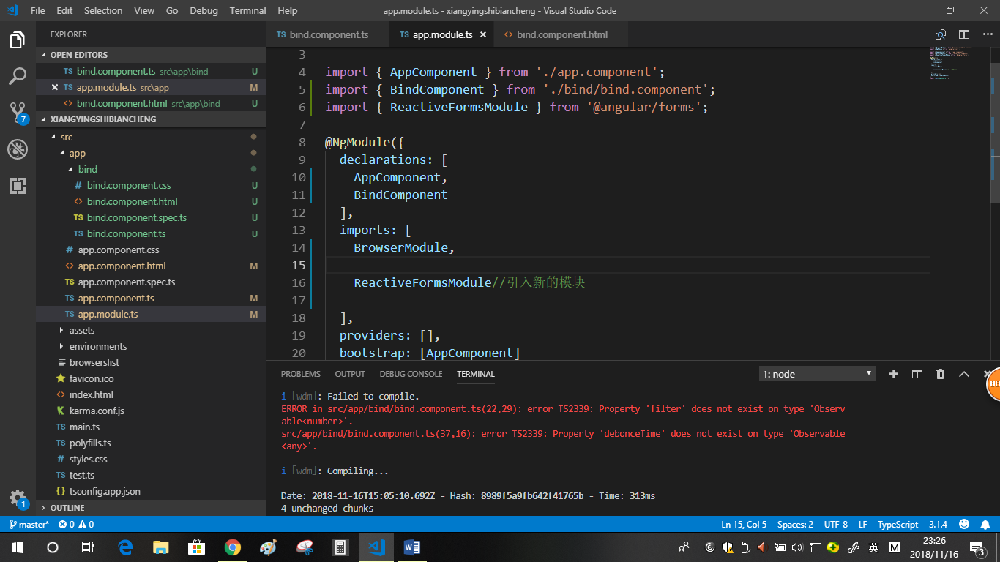 File Edit Selection View Go Debug Terminal Help
app.module.ts - xiangyingshibiancheng - Visual Studio Code
EXPLORER
OPEN EDITORS
TS bind.component.ts src\app\bind U
TS app.module.ts src\app M
<> bind.component.html src\app\bind U
XIANGYINGSHIBIANCHENG
src
app
bind
# bind.component.css U
<> bind.component.html U
TS bind.component.spec.ts U
TS bind.component.ts U
# app.component.css
<> app.component.html M
TS app.component.spec.ts
TS app.component.ts M
TS app.module.ts M
assets
environments
browserslist
favicon.ico
<> index.html
karma.conf.js
TS main.ts
TS polyfills.ts
# styles.css
TS test.ts
{} tsconfig.app.json
OUTLINE
7
1
TS bind.component.ts
TS app.module.ts ×
<> bind.component.html
3
4 import { AppComponent } from './app.component';
5 import { BindComponent } from './bind/bind.component';
6 import { ReactiveFormsModule } from '@angular/forms';
7
8 @NgModule({
9 declarations: [
10 AppComponent,
11 BindComponent
12 ],
13 imports: [
14 BrowserModule,
15
16 ReactiveFormsModule//引入新的模块
17
18 ],
19 providers: [],
20 bootstrap: [AppComponent]
PROBLEMS OUTPUT DEBUG CONSOLE TERMINAL
1: node
88
i ｢wdm｣: Failed to compile.
ERROR in src/app/bind/bind.component.ts(22,29): error TS2339: Property 'filter' does not exist on type 'Observ
able<number>'.
src/app/bind/bind.component.ts(37,16): error TS2339: Property 'debonceTime' does not exist on type 'Observable
<any>'.
i ｢wdm｣: Compiling...
Date: 2018-11-16T15:05:10.692Z - Hash: 8989f5a9fb642f41765b - Time: 313ms
4 unchanged chunks
master* 0 0
Ln 15, Col 5 Spaces: 2 UTF-8 LF TypeScript 3.1.4
英 M
23:26
2018/11/16
3